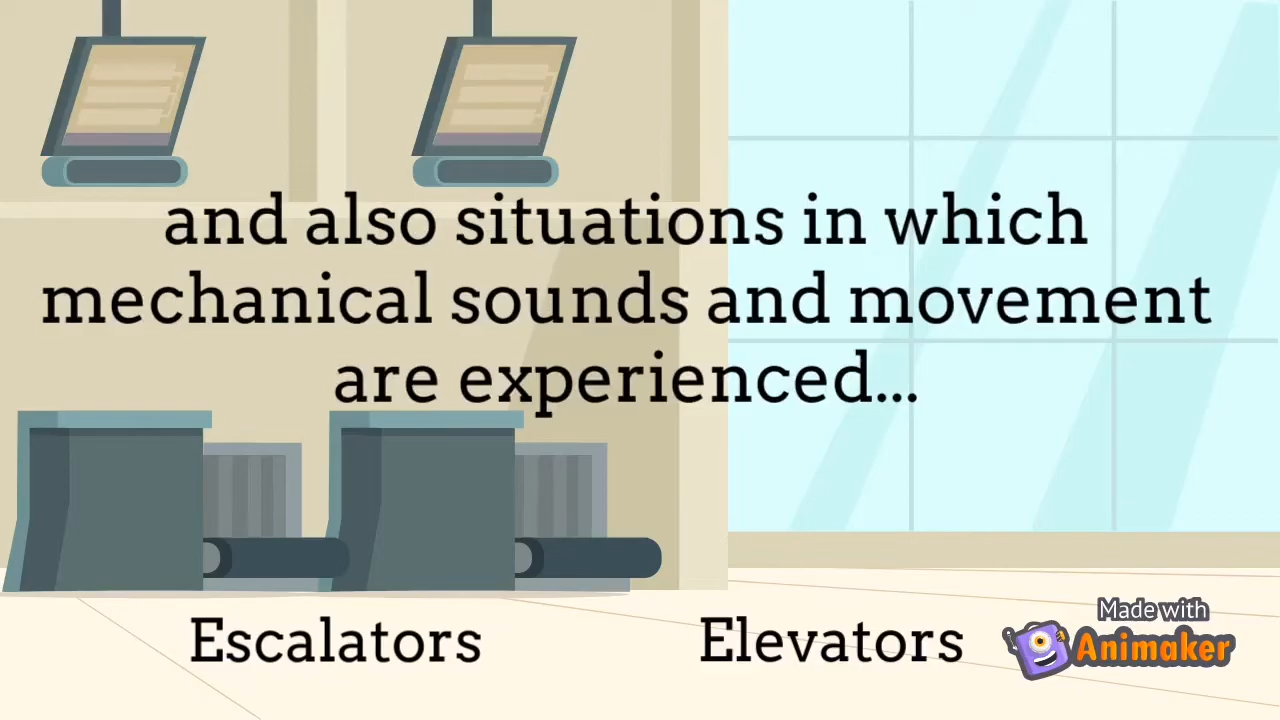 and also situations in which
mechanical sounds and movement
are experienced...
Escalators
Elevators
Made with
Animaker